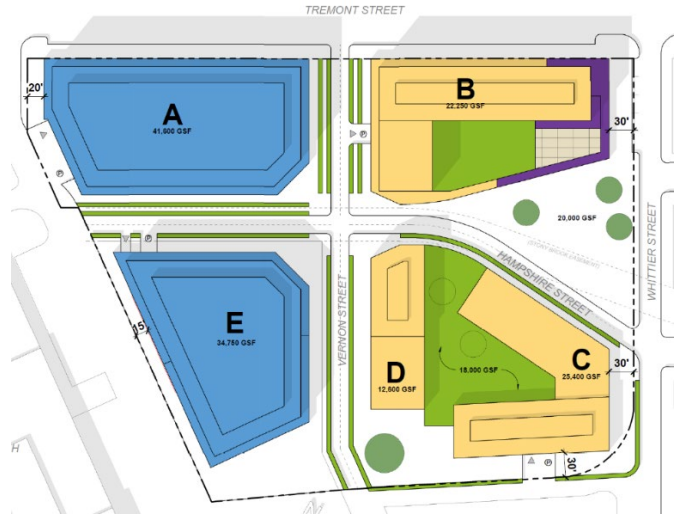 TREMONT STREET
20'
A
41,600 GSF
B
22,250 GSF
30'
P
P
20,000 GSF
WHITTIER STREET
HAMPSHIRE STREET
VERNON STREET
P
15'
E
34,750 GSF
D
12,600 GSF
18,000 GSF
C
25,400 GSF
30'
P
30'
H